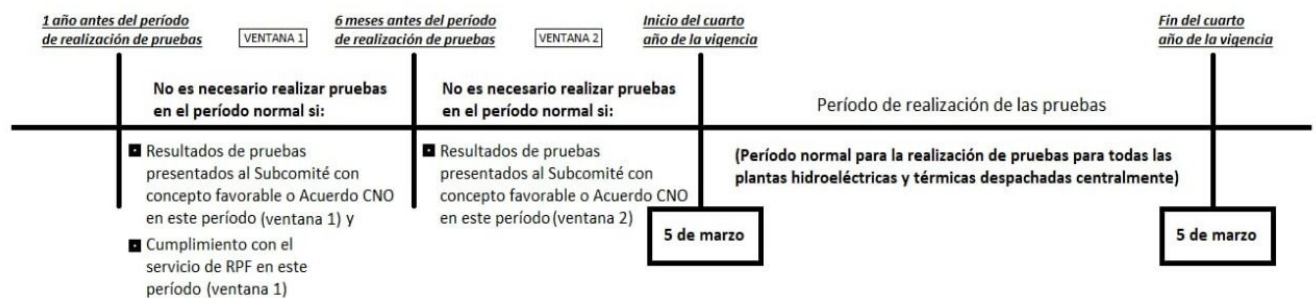 1 año antes del período
de realización de pruebas
VENTANA 1
6 meses antes del período
de realización de pruebas
VENTANA 2
Inicio del cuarto
año de la vigencia
Fin del cuarto
año de la vigencia
No es necesario realizar pruebas
en el período normal si:
No es necesario realizar pruebas
en el período normal si:
Período de realización de las pruebas
Resultados de pruebas
presentados al Subcomité con
concepto favorable o Acuerdo CNO
en este período (ventana 1) y
Cumplimiento con el
servicio de RPF en este
período (ventana 1)
Resultados de pruebas
presentados al Subcomité con
concepto favorable o Acuerdo CNO
en este período (ventana 2)
(Período normal para la realización de pruebas para todas las
plantas hidroeléctricas y térmicas despachadas centralmente)
5 de marzo
5 de marzo